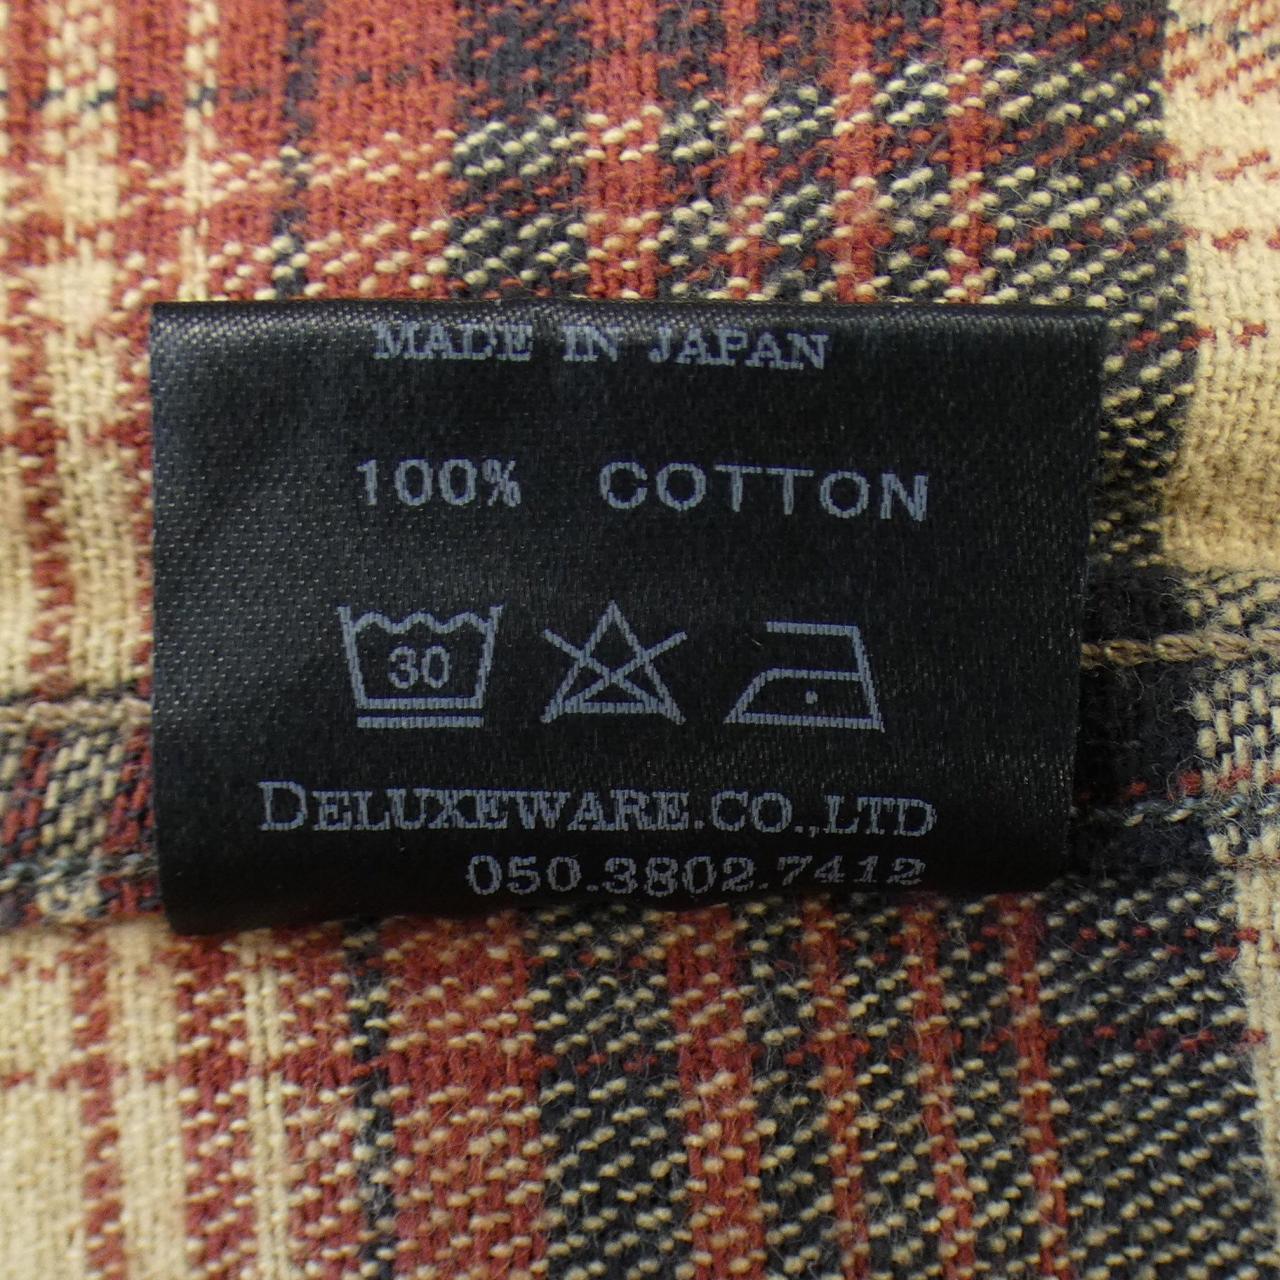 MADE IN JAPAN
100% COTTON
30
DELUXEWARE.CO.,LTD
050.3802.7412